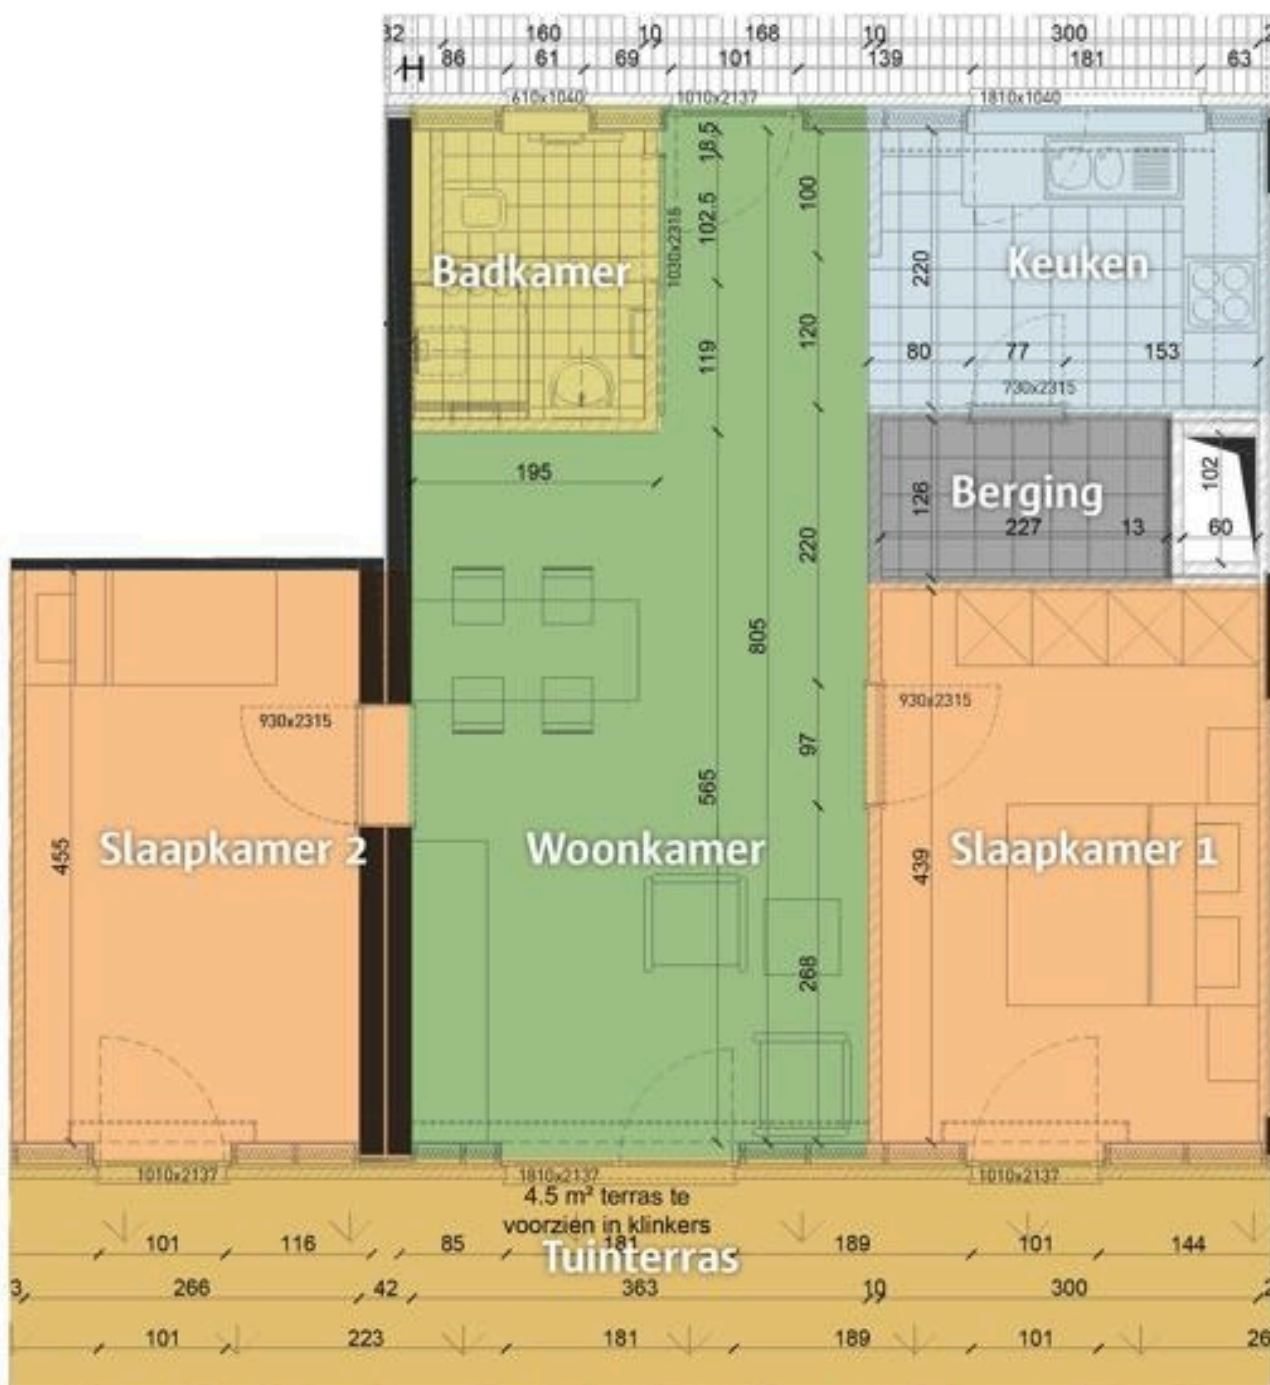 32 160 10 168 10 300
86 61 69 101 139 181 63
610x1040 1010x2137 1810x1040
18.5
102.5
119
1030x2315
100
120
220
Badkamer
Keuken
80 77 153
730x2315
195
Berging
126
227 13
102
60
220
805
565
97
268
930x2315
930x2315
455
439
Slaapkamer 2
Woonkamer
Slaapkamer 1
1010x2137 1810x2137 1010x2137
4.5 m² terras te
voorzien in klinkers
Tuinterras
101 116 85 181 189 101 144
3 266 42 363 10 300 2
101 223 181 189 101 26